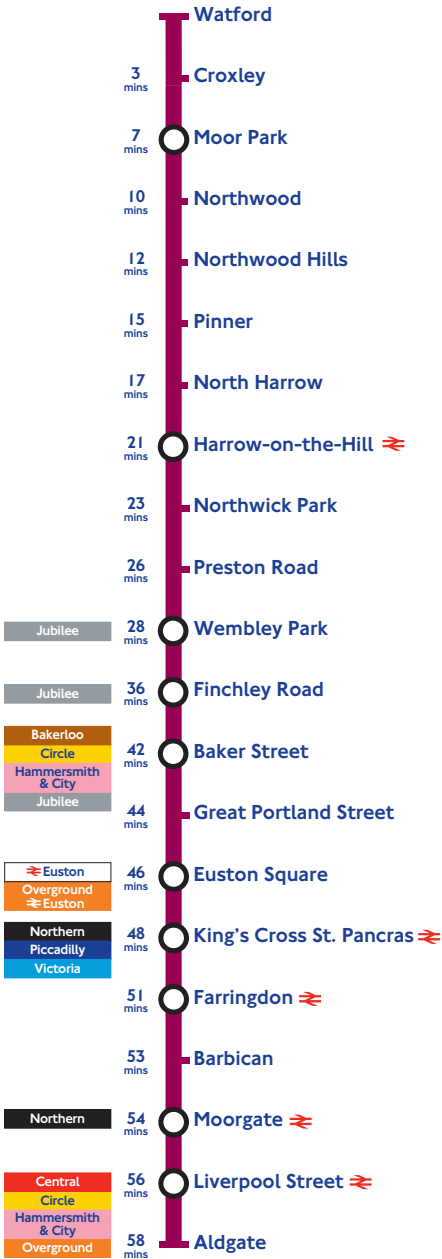 Watford
3
mins
Croxley
7
mins
Moor Park
10
mins
Northwood
12
mins
Northwood Hills
15
mins
Pinner
17
mins
North Harrow
21
mins
Harrow-on-the-Hill
23
mins
Northwick Park
26
mins
Preston Road
Jubilee
28
mins
Wembley Park
Jubilee
36
mins
Finchley Road
Bakerloo
Circle
Hammersmith
& City
Jubilee
42
mins
Baker Street
44
mins
Great Portland Street
Euston
Overground
Euston
46
mins
Euston Square
Northern
Piccadilly
Victoria
48
mins
King's Cross St. Pancras
51
mins
Farringdon
53
mins
Barbican
Northern
54
mins
Moorgate
Central
Circle
Hammersmith
& City
Overground
56
mins
Liverpool Street
58
mins
Aldgate